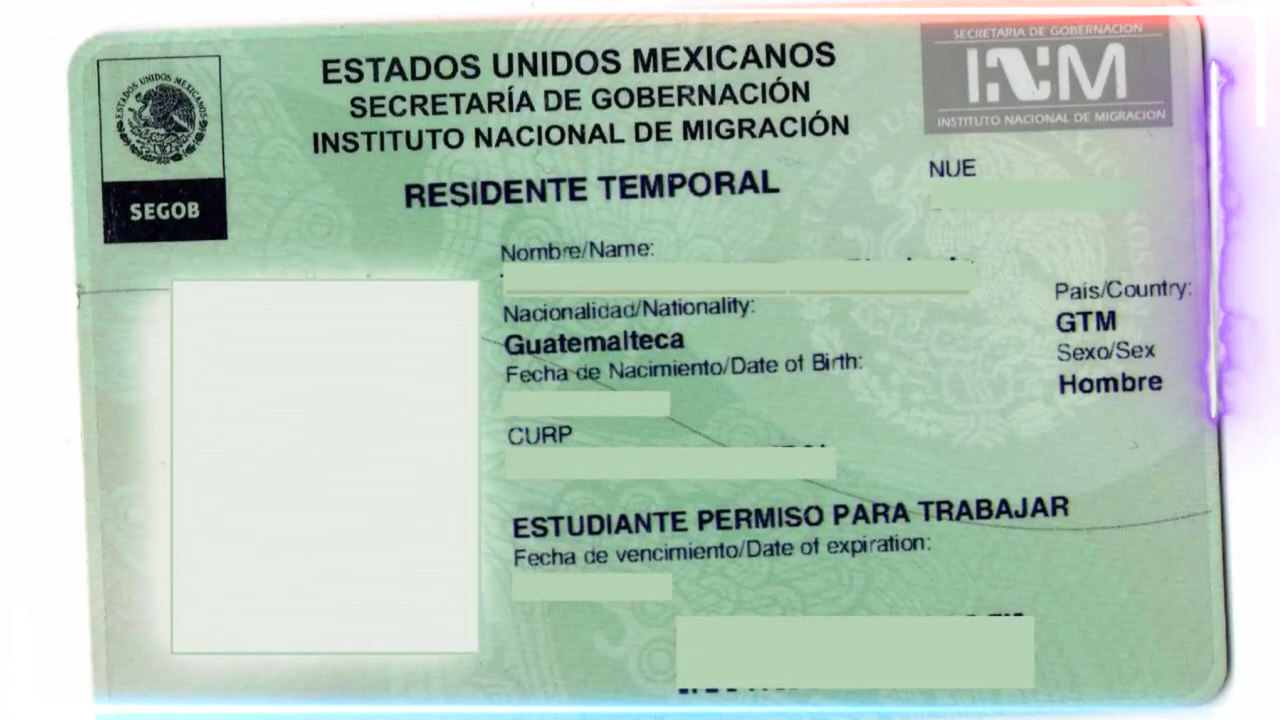 ESTADOS UNIDOS MEXICANOS
SECRETARÍA DE GOBERNACIÓN
INSTITUTO NACIONAL DE MIGRACIÓN
RESIDENTE TEMPORAL
ESTADOS UNIDOS MEXICANOS
SEGOB
SECRETARIA DE GOBERNACION
INM
INSTITUTO NACIONAL DE MIGRACION
NUE
Nombre/Name:
Nacionalidad/Nationality:
Guatemalteca
Fecha de Nacimiento/Date of Birth:
CURP
País/Country:
GTM
Sexo/Sex
Hombre
ESTUDIANTE PERMISO PARA TRABAJAR
Fecha de vencimiento/Date of expiration: